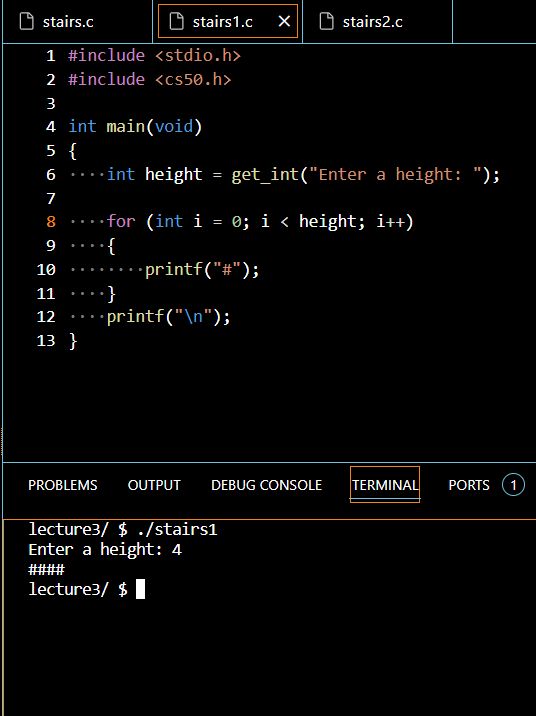 stairs.c stairs1.c stairs2.c
1 #include <stdio.h>
2 #include <cs50.h>
3
4 int main(void)
5 {
6 ····int height = get_int("Enter a height: ");
7
8 ····for (int i = 0; i < height; i++)
9 ····{
10 ········printf("#");
11 ····}
12 ····printf("\n");
13 }
PROBLEMS OUTPUT DEBUG CONSOLE TERMINAL PORTS 1
lecture3/ $ ./stairs1
Enter a height: 4
####
lecture3/ $